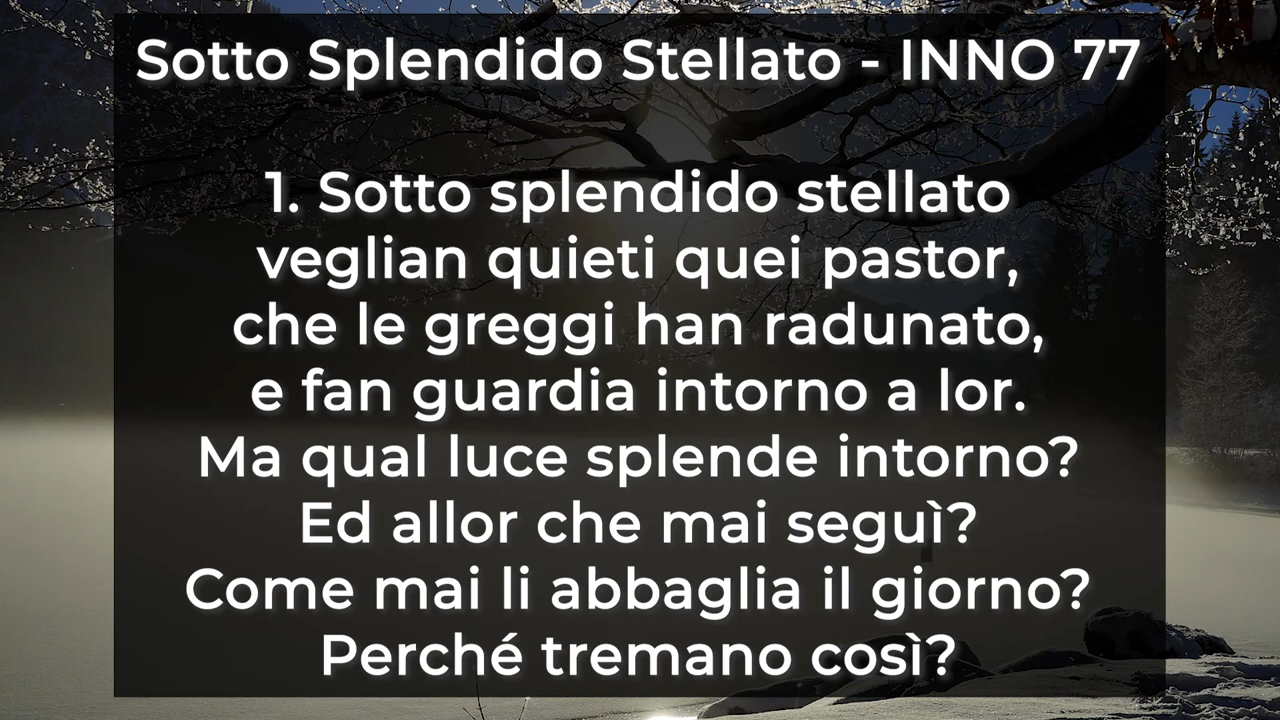 Sotto Splendido Stellato - INNO 77
1. Sotto splendido stellato
veglian quieti quei pastor,
che le greggi han radunato,
e fan guardia intorno a lor.
Ma qual luce splende intorno?
Ed allor che mai seguì?
Come mai li abbaglia il giorno?
Perché tremano così?